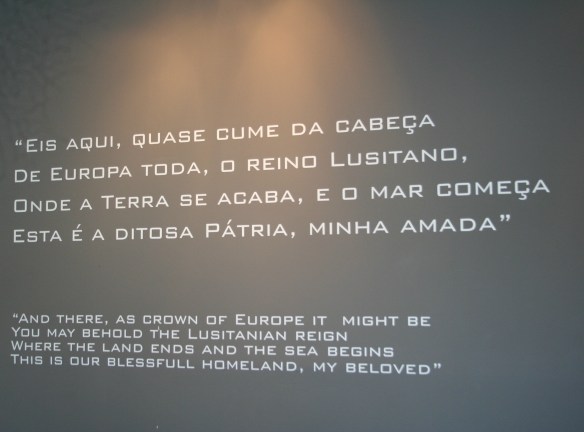 “Eis aqui, quase cume da cabeça
De Europa toda, o reino Lusitano,
Onde a Terra se acaba, e o mar começa
Esta é a ditosa Pátria, minha amada”
“And there, as crown of Europe it might be
You may behold the Lusitanian reign
Where the land ends and the sea begins
This is our blessfull homeland, my beloved”